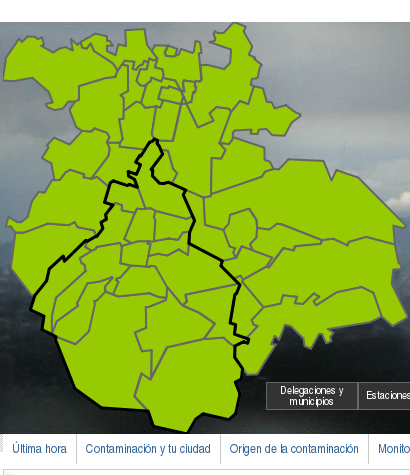 Delegaciones y
municipios
Estaciones
Última hora
Contaminación y tu ciudad
Origen de la contaminación
Monito